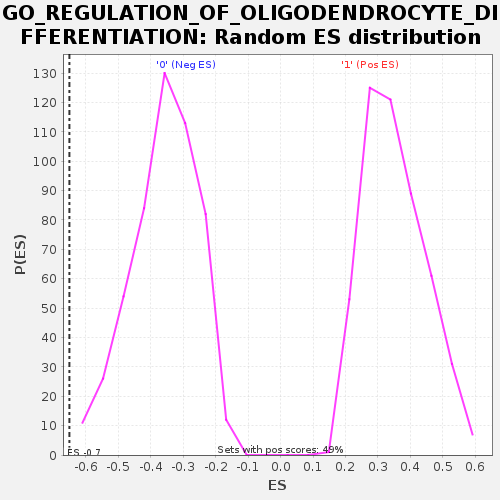 GO_REGULATION_OF_OLIGODENDROCYTE_DI
FFERENTIATION: Random ES distribution
'0' (Neg ES)
'1' (Pos ES)
130
120
110
100
90
80
70
60
50
40
30
20
10
0
P(ES)
ES -0.7
Sets with pos scores: 49%
-0.6 -0.5 -0.4 -0.3 -0.2 -0.1 0.0 0.1 0.2 0.3 0.4 0.5 0.6
ES